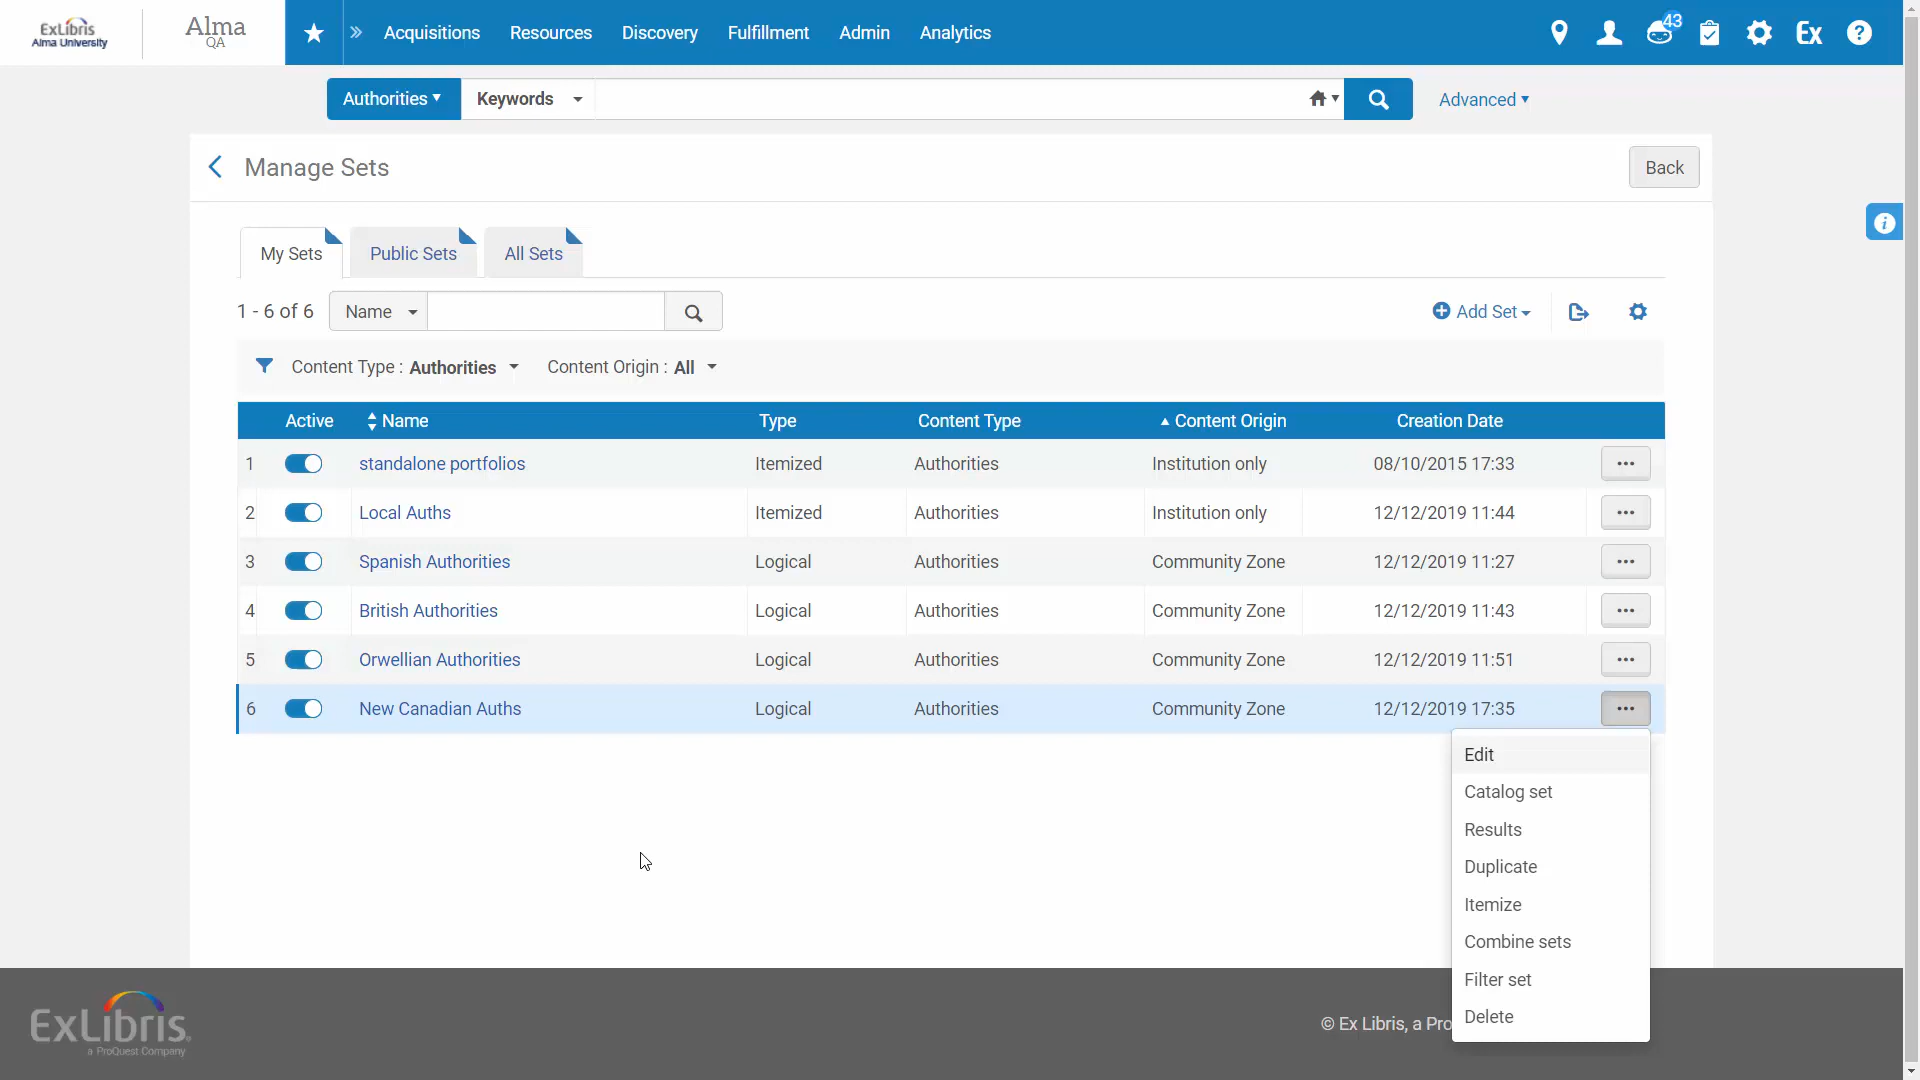 ExLibris
Alma University
Alma
QA
Acquisitions Resources Discovery Fulfillment Admin Analytics
43
Ex
?
Authorities Keywords Advanced
Manage Sets
Back
My Sets Public Sets All Sets
1 - 6 of 6 Name Add Set
Content Type : Authorities Content Origin : All
Active Name Type Content Type Content Origin Creation Date
1 standalone portfolios Itemized Authorities Institution only 08/10/2015 17:33
2 Local Auths Itemized Authorities Institution only 12/12/2019 11:44
3 Spanish Authorities Logical Authorities Community Zone 12/12/2019 11:27
4 British Authorities Logical Authorities Community Zone 12/12/2019 11:43
5 Orwellian Authorities Logical Authorities Community Zone 12/12/2019 11:51
6 New Canadian Auths Logical Authorities Community Zone 12/12/2019 17:35
Edit
Catalog set
Results
Duplicate
Itemize
Combine sets
Filter set
Delete
ExLibris
a ProQuest Company
© Ex Libris, a Pro